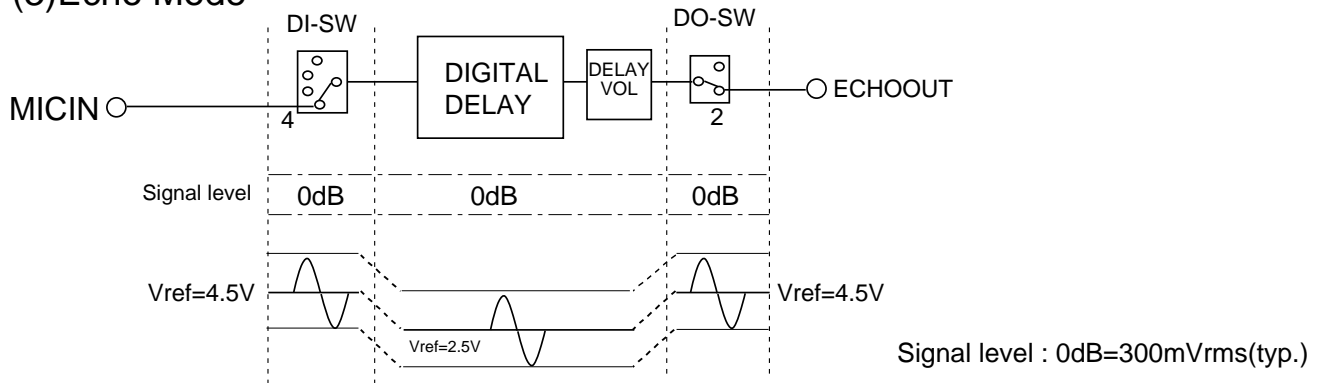 (3)Echo Mode
DI-SW
DO-SW
MICIN
4
DIGITAL
DELAY
DELAY
VOL
2
ECHOOUT
Signal level
0dB
0dB
0dB
Vref=4.5V
Vref=2.5V
Vref=4.5V
Signal level : 0dB=300mVrms(typ.)